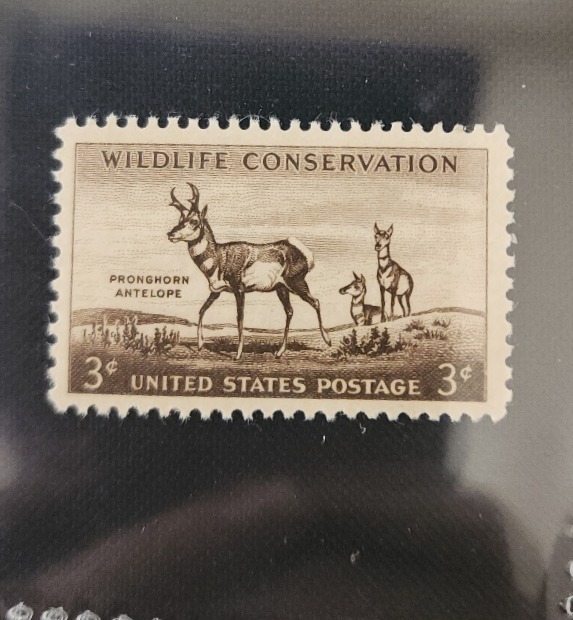 WILDLIFE CONSERVATION
PRONGHORN
ANTELOPE
3¢ UNITED STATES POSTAGE 3¢